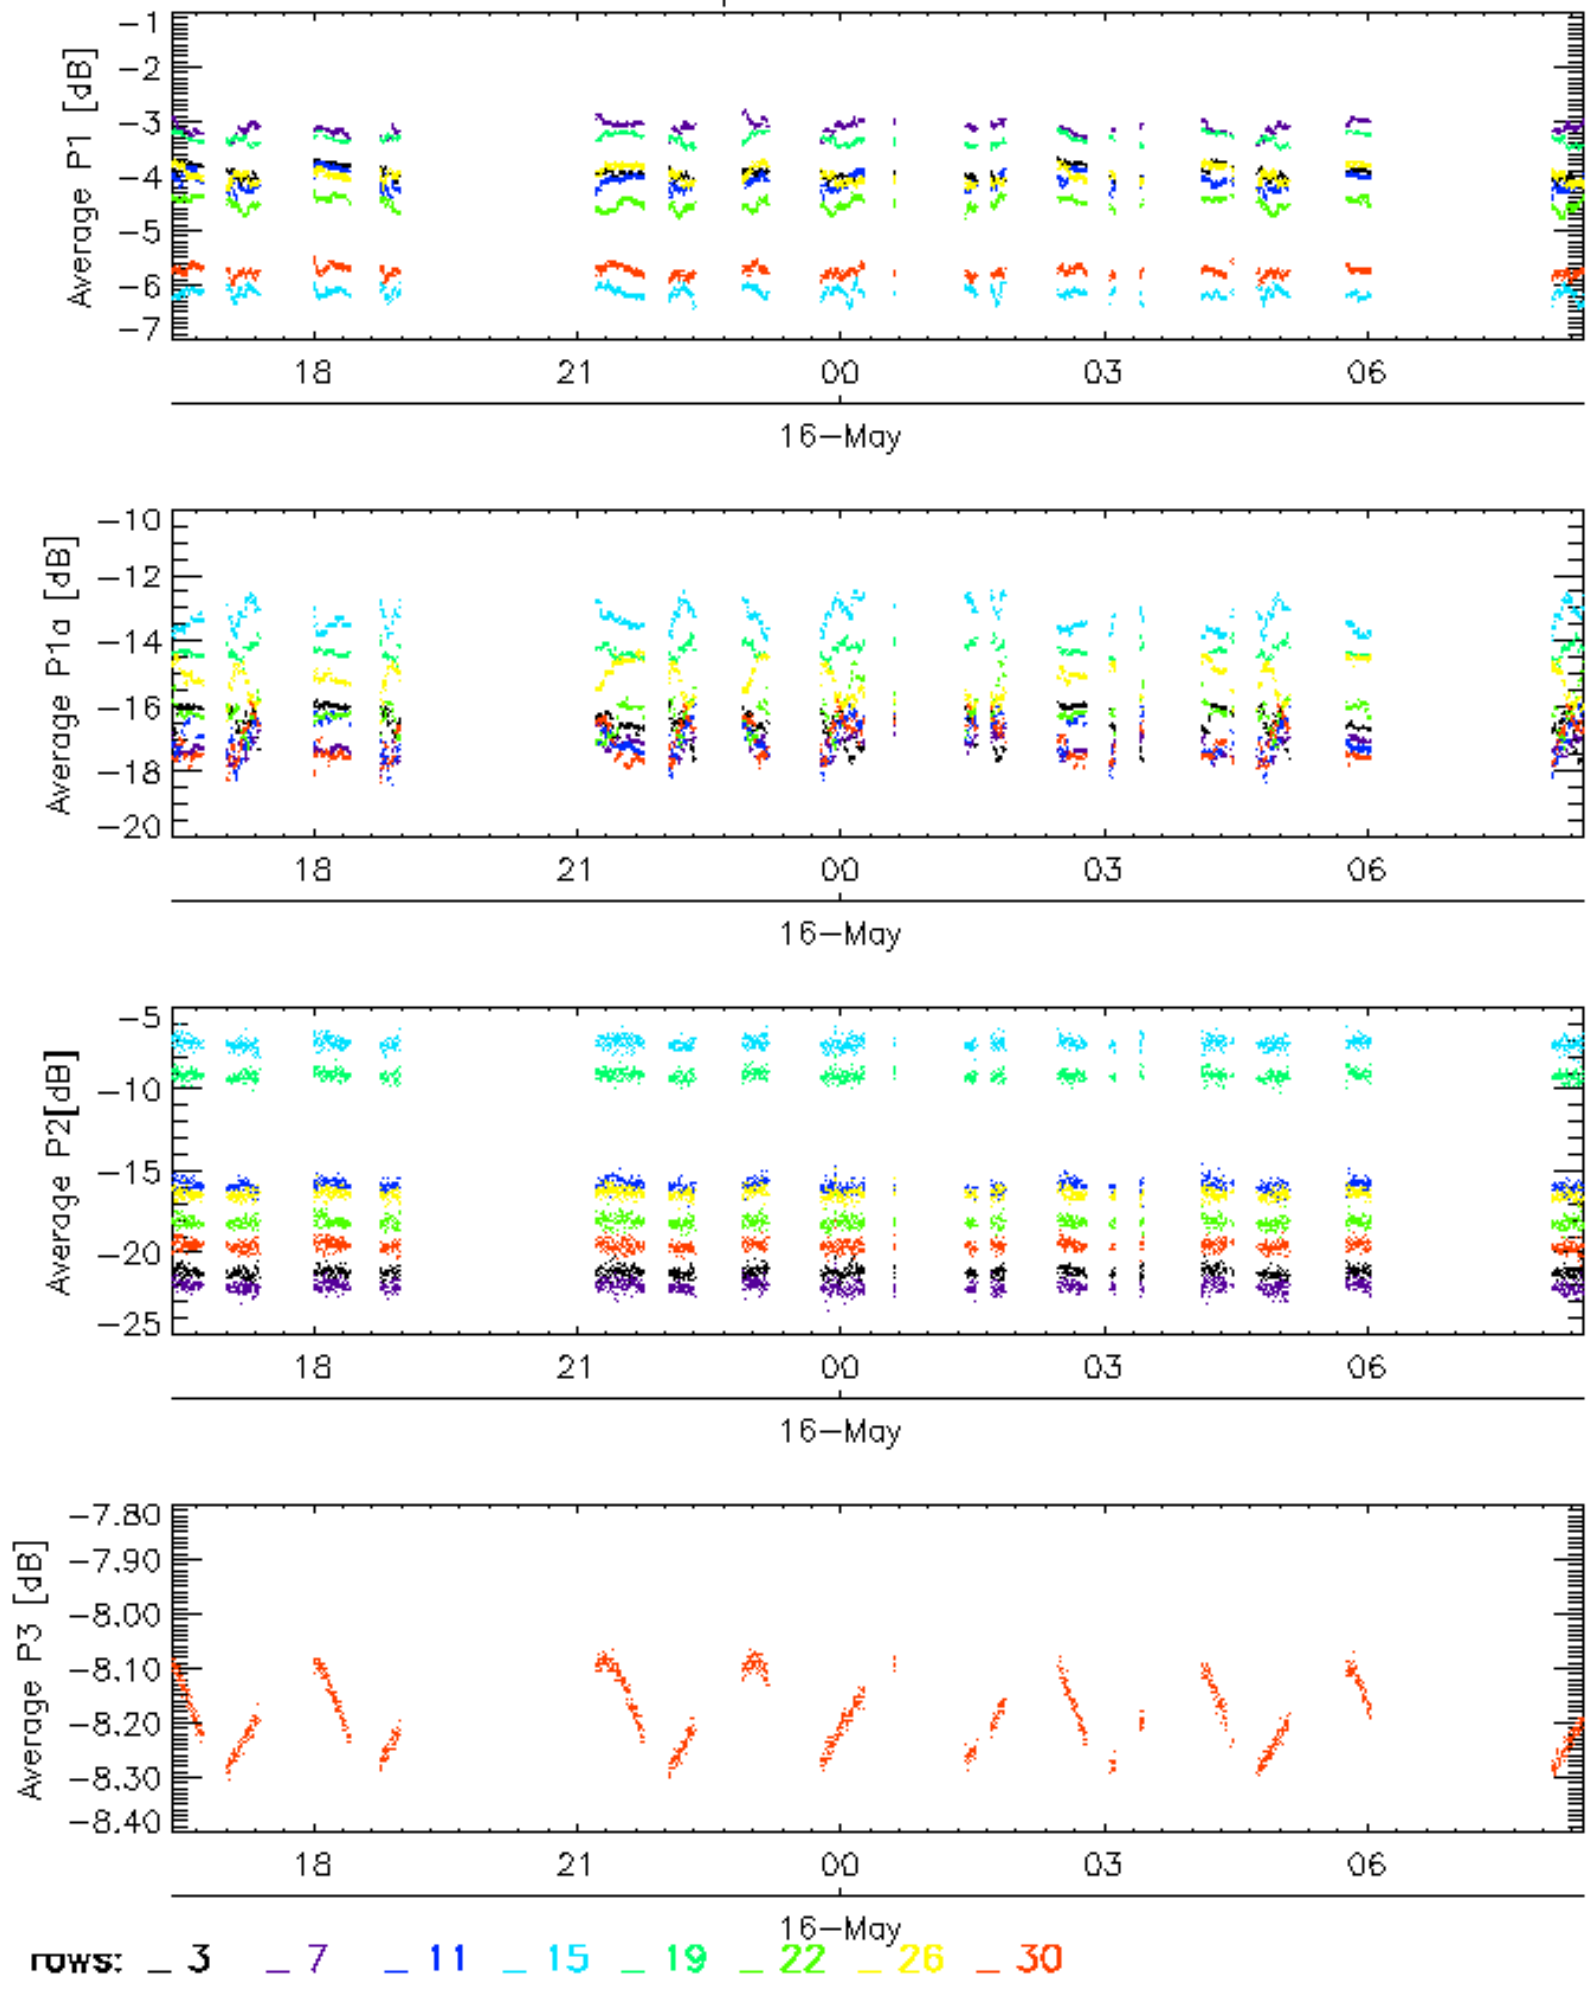 Average P1 [dB]
-1
-2
-3
-4
-5
-6
-7
18 21 00 03 06
16-May
Average P1a [dB]
-10
-12
-14
-16
-18
-20
18 21 00 03 06
16-May
Average P2[dB]
-5
-10
-15
-20
-25
18 21 00 03 06
16-May
Average P3 [dB]
-7.80
-7.90
-8.00
-8.10
-8.20
-8.30
-8.40
18 21 00 03 06
16-May
rows: _ 3 _ 7 _ 11 _ 15 _ 19 _ 22 _ 26 _ 30